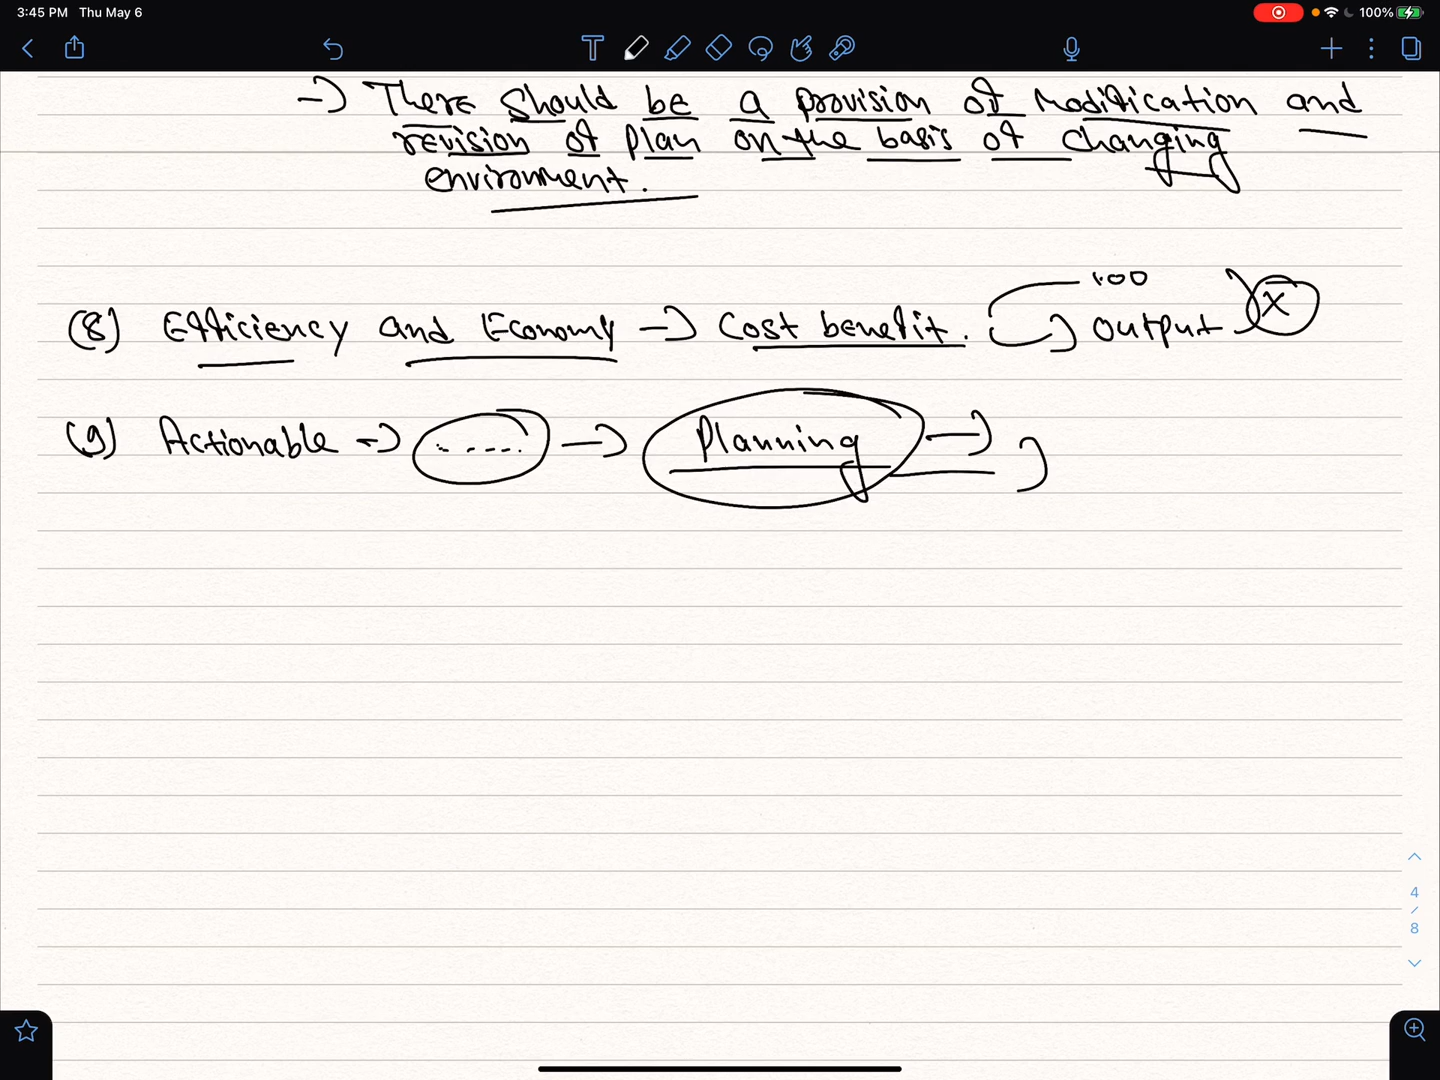 3:45 PM Thu May 6
100%
-> There should be a provision of modification and
revision of plan on the basis of changing
environment.
100
(8) Efficiency and Economy -> Cost benefit. -> output x
(9) Actionable -> ..... -> Planning ->
4
/
8